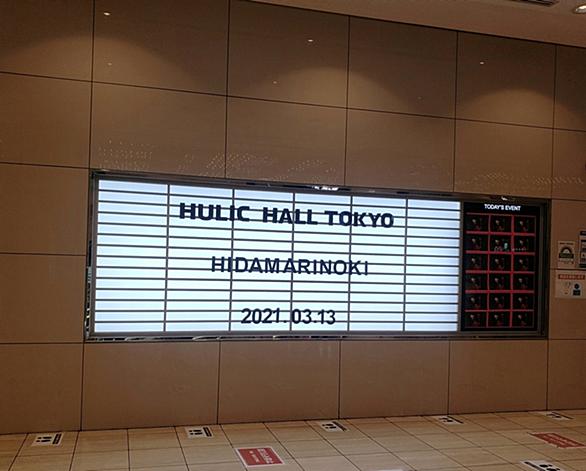 HULIC HALL TOKYO
HIDAMARINOKI
2021.03.13
TODAY'S EVENT